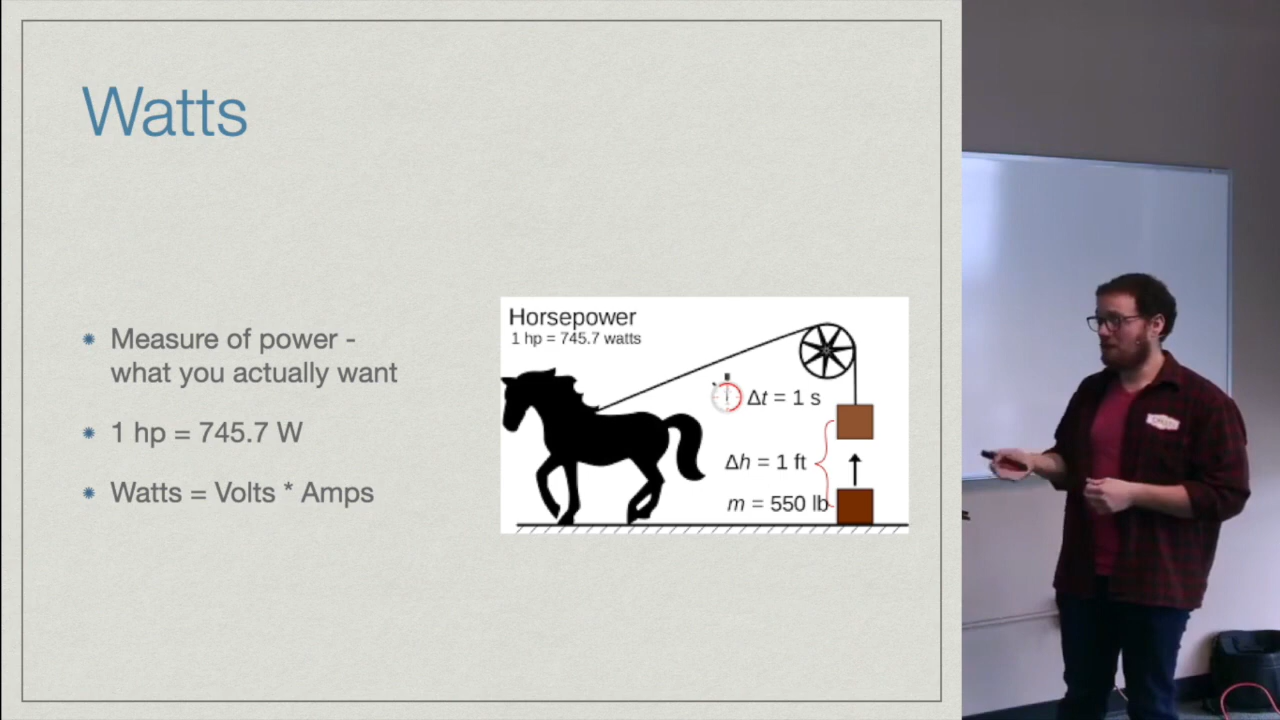 Watts
Measure of power -
what you actually want
1 hp = 745.7 W
Watts = Volts * Amps
Horsepower
1 hp = 745.7 watts
Δt = 1 s
Δh = 1 ft
m = 550 lb